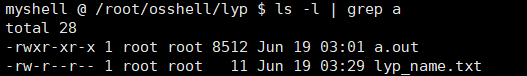 myshell @ /root/osshell/lyp $ ls -l | grep a
total 28
-rwxr-xr-x 1 root root 8512 Jun 19 03:01 a.out
-rw-r--r-- 1 root root   11 Jun 19 03:29 lyp_name.txt